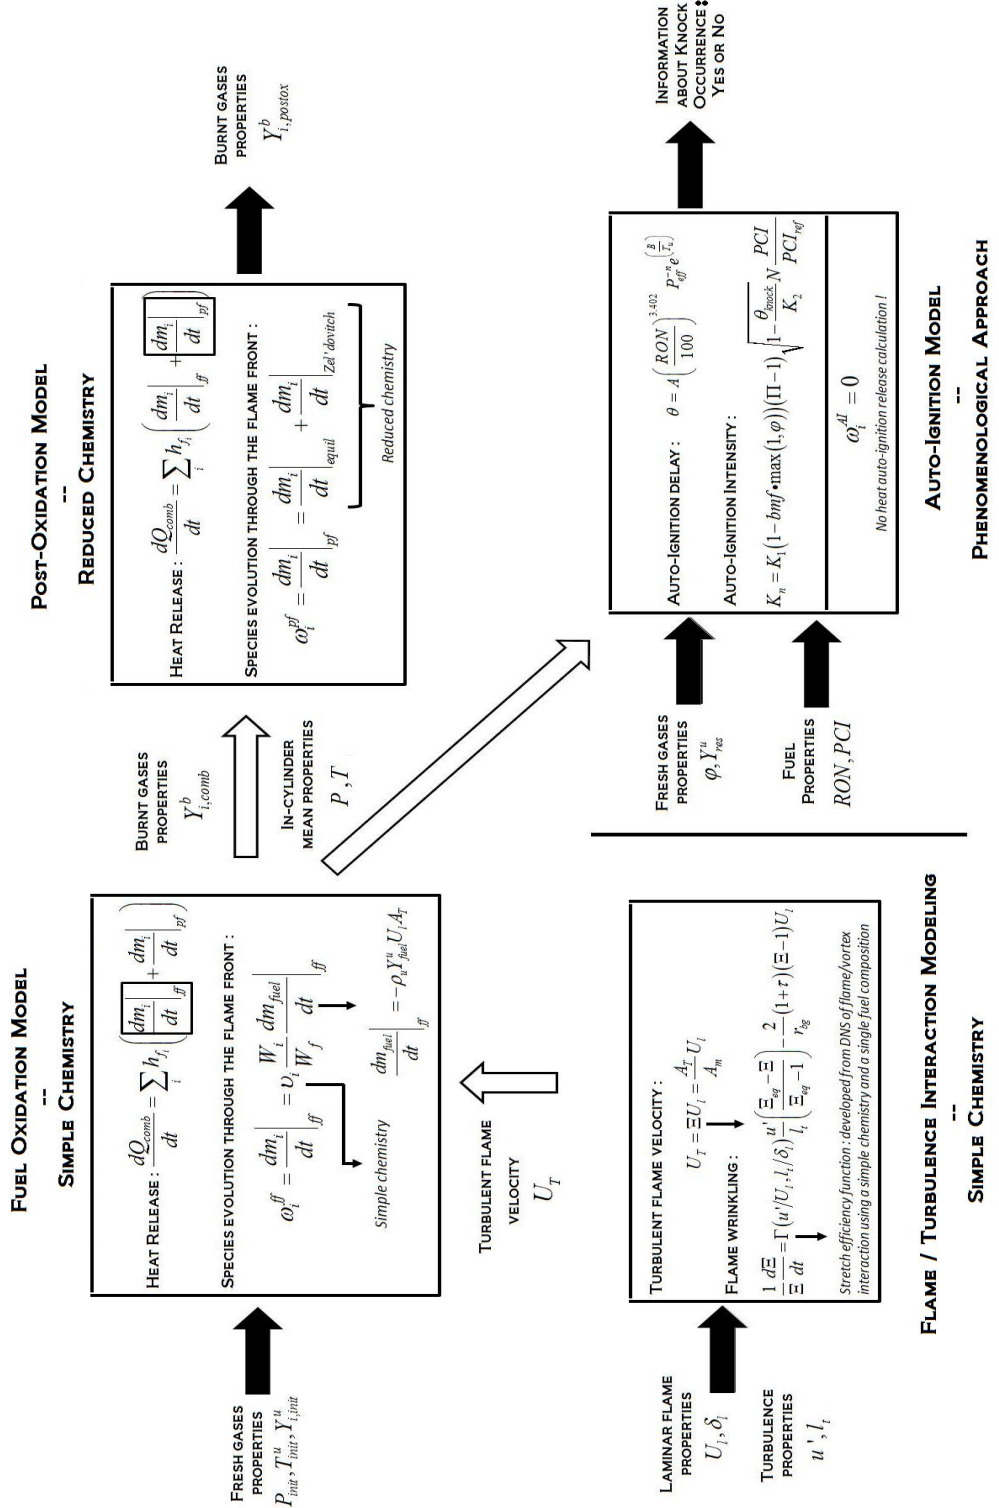 FUEL OXIDATION MODEL
--
SIMPLE CHEMISTRY
FRESH GASES
PROPERTIES
P_init, T^u_init, Y^u_i,init
HEAT RELEASE : dQ_comb/dt = ∑_i h_fi ( dm_i/dt|_ff + dm_i/dt|_pf )
SPECIES EVOLUTION THROUGH THE FLAME FRONT :
ω_i^ff = dm_i/dt|_ff = υ_i W_i/W_f dm_fuel/dt|_ff
Simple chemistry
dm_fuel/dt|_ff = −ρ_u Y^u_fuel U_l A_T
BURNT GASES
PROPERTIES
Y^b_i,comb
IN-CYLINDER
MEAN PROPERTIES
P ,T
POST-OXIDATION MODEL
--
REDUCED CHEMISTRY
HEAT RELEASE : dQ_comb/dt = ∑_i h_fi ( dm_i/dt|_ff + dm_i/dt|_pf )
SPECIES EVOLUTION THROUGH THE FLAME FRONT :
ω_i^pf = dm_i/dt|_pf = dm_i/dt|_equil + dm_i/dt|_Zel'dovitch
Reduced chemistry
BURNT GASES
PROPERTIES
Y^b_i,postox
TURBULENT FLAME
VELOCITY
U_T
LAMINAR FLAME
PROPERTIES
U_l, δ_l
TURBULENCE
PROPERTIES
u', l_t
TURBULENT FLAME VELOCITY :
U_T = ΞU_l = A_T/A_m U_l
FLAME WRINKLING :
1/Ξ dΞ/dt = Γ(u'/U_l, l_t/δ_l) u'/l_t ( (Ξ_eq − Ξ)/(Ξ_eq − 1) ) − 2/r_bg (1+τ)(Ξ−1)U_l
Stretch efficiency function : developed from DNS of flame/vortex
interaction using a simple chemistry and a single fuel composition
FLAME / TURBULENCE INTERACTION MODELING
--
SIMPLE CHEMISTRY
FRESH GASES
PROPERTIES
φ, Y^u_res
FUEL
PROPERTIES
RON, PCI
AUTO-IGNITION DELAY : θ = A (RON/100)^3.402 P_eff^−n e^(B/T_u)
AUTO-IGNITION INTENSITY :
K_n = K_1(1− bmf•max(1,φ))(Π−1)√(1− θ_knock/K_2) N PCI/PCI_ref
ω_i^AI = 0
No heat auto-ignition release calculation !
INFORMATION
ABOUT KNOCK
OCCURRENCE:
YES OR NO
AUTO-IGNITION MODEL
--
PHENOMENOLOGICAL APPROACH